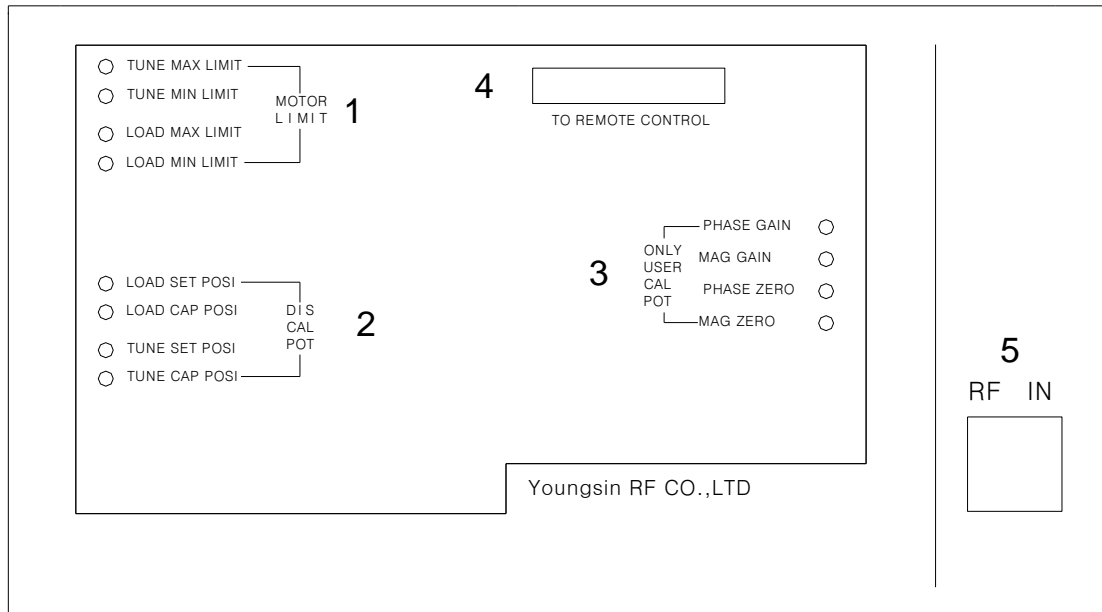 TUNE MAX LIMIT
TUNE MIN LIMIT
LOAD MAX LIMIT
LOAD MIN LIMIT
MOTOR
LIMIT
1
4
TO REMOTE CONTROL
LOAD SET POSI
LOAD CAP POSI
TUNE SET POSI
TUNE CAP POSI
DIS
CAL
POT
2
3
ONLY
USER
CAL
POT
PHASE GAIN
MAG GAIN
PHASE ZERO
MAG ZERO
5
RF IN
Youngsin RF CO.,LTD